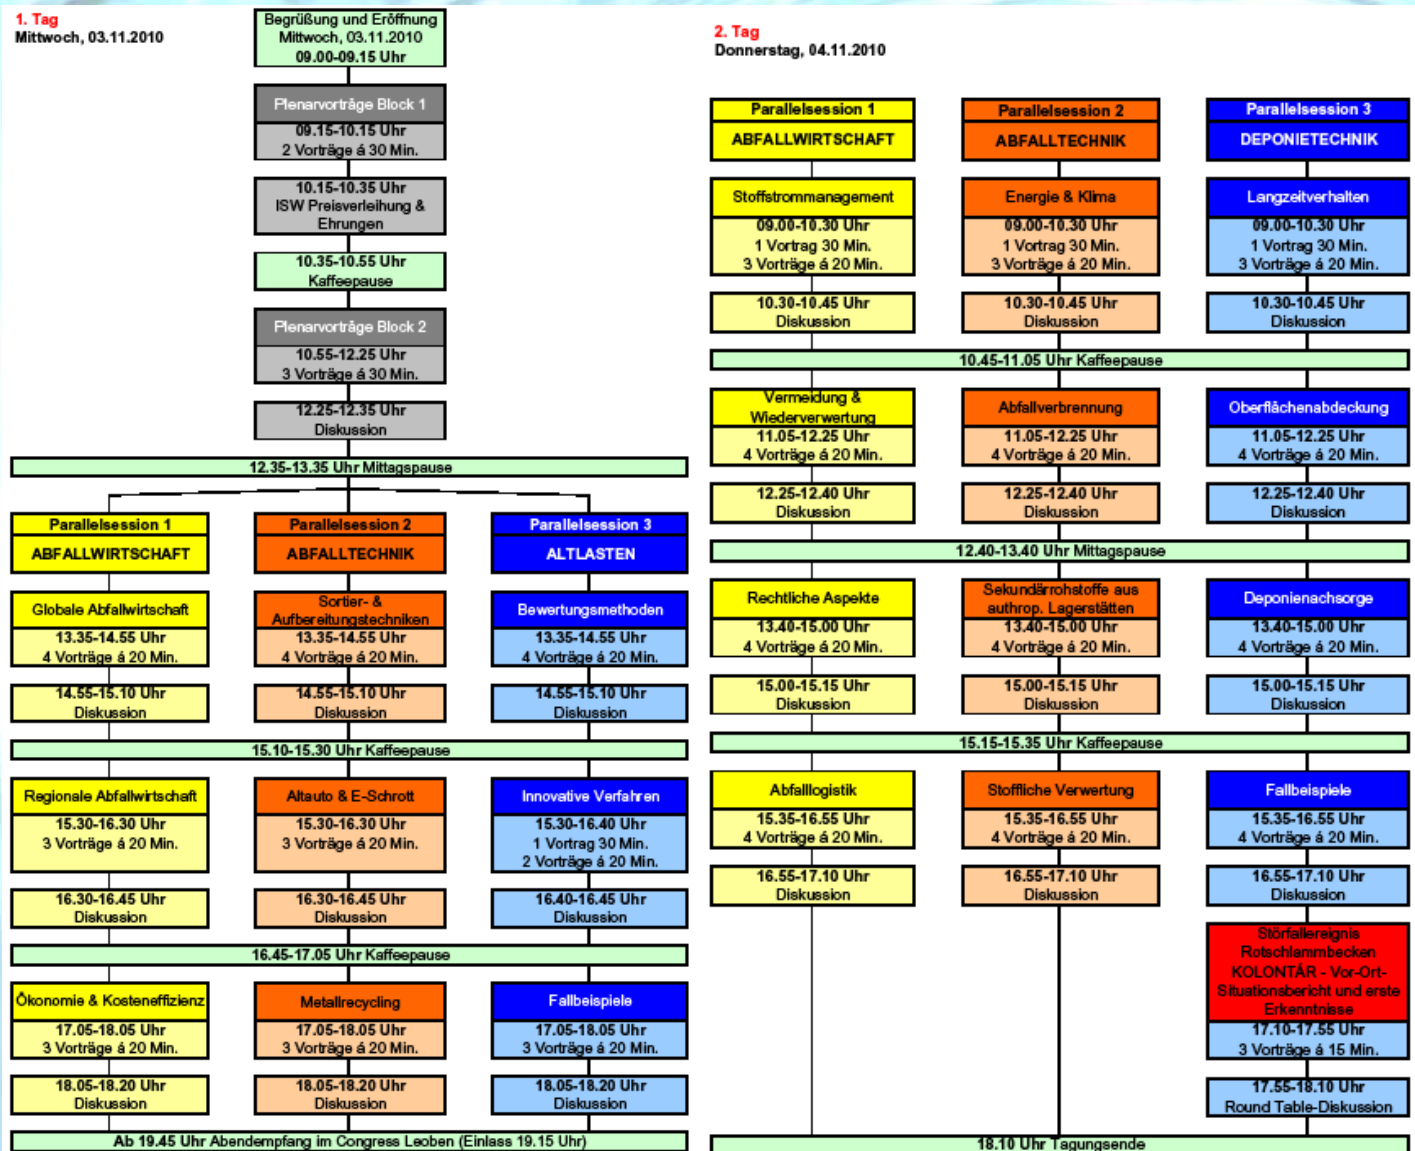 1. Tag
Mittwoch, 03.11.2010
Begrüßung und Eröffnung
Mittwoch, 03.11.2010
09.00-09.15 Uhr
Plenarvorträge Block 1
09.15-10.15 Uhr
2 Vorträge á 30 Min.
10.15-10.35 Uhr
ISW Preisverleihung &
Ehrungen
10.35-10.55 Uhr
Kaffeepause
Plenarvorträge Block 2
10.55-12.25 Uhr
3 Vorträge á 30 Min.
12.25-12.35 Uhr
Diskussion
12.35-13.35 Uhr Mittagspause
Parallelsession 1
ABFALLWIRTSCHAFT
Globale Abfallwirtschaft
13.35-14.55 Uhr
4 Vorträge á 20 Min.
14.55-15.10 Uhr
Diskussion
Parallelsession 2
ABFALLTECHNIK
Sortier- &
Aufbereitungstechniken
13.35-14.55 Uhr
4 Vorträge á 20 Min.
14.55-15.10 Uhr
Diskussion
Parallelsession 3
ALTLASTEN
Bewertungsmethoden
13.35-14.55 Uhr
4 Vorträge á 20 Min.
14.55-15.10 Uhr
Diskussion
15.10-15.30 Uhr Kaffeepause
Regionale Abfallwirtschaft
15.30-16.30 Uhr
3 Vorträge á 20 Min.
16.30-16.45 Uhr
Diskussion
Altauto & E-Schrott
15.30-16.30 Uhr
3 Vorträge á 20 Min.
16.30-16.45 Uhr
Diskussion
Innovative Verfahren
15.30-16.40 Uhr
1 Vortrag 30 Min.
2 Vorträge á 20 Min.
16.40-16.45 Uhr
Diskussion
16.45-17.05 Uhr Kaffeepause
Ökonomie & Kosteneffizienz
17.05-18.05 Uhr
3 Vorträge á 20 Min.
18.05-18.20 Uhr
Diskussion
Metallrecycling
17.05-18.05 Uhr
3 Vorträge á 20 Min.
18.05-18.20 Uhr
Diskussion
Fallbeispiele
17.05-18.05 Uhr
3 Vorträge á 20 Min.
18.05-18.20 Uhr
Diskussion
Ab 19.45 Uhr Abendempfang im Congress Leoben (Einlass 19.15 Uhr)
2. Tag
Donnerstag, 04.11.2010
Parallelsession 1
ABFALLWIRTSCHAFT
Stoffstrommanagement
09.00-10.30 Uhr
1 Vortrag 30 Min.
3 Vorträge á 20 Min.
10.30-10.45 Uhr
Diskussion
Parallelsession 2
ABFALLTECHNIK
Energie & Klima
09.00-10.30 Uhr
1 Vortrag 30 Min.
3 Vorträge á 20 Min.
10.30-10.45 Uhr
Diskussion
Parallelsession 3
DEPONIETECHNIK
Langzeitverhalten
09.00-10.30 Uhr
1 Vortrag 30 Min.
3 Vorträge á 20 Min.
10.30-10.45 Uhr
Diskussion
10.45-11.05 Uhr Kaffeepause
Vermeidung &
Wiederverwertung
11.05-12.25 Uhr
4 Vorträge á 20 Min.
12.25-12.40 Uhr
Diskussion
Abfallverbrennung
11.05-12.25 Uhr
4 Vorträge á 20 Min.
12.25-12.40 Uhr
Diskussion
Oberflächenabdeckung
11.05-12.25 Uhr
4 Vorträge á 20 Min.
12.25-12.40 Uhr
Diskussion
12.40-13.40 Uhr Mittagspause
Rechtliche Aspekte
13.40-15.00 Uhr
4 Vorträge á 20 Min.
15.00-15.15 Uhr
Diskussion
Sekundärrohstoffe aus
authrop. Lagerstätten
13.40-15.00 Uhr
4 Vorträge á 20 Min.
15.00-15.15 Uhr
Diskussion
Deponienachsorge
13.40-15.00 Uhr
4 Vorträge á 20 Min.
15.00-15.15 Uhr
Diskussion
15.15-15.35 Uhr Kaffeepause
Abfalllogistik
15.35-16.55 Uhr
4 Vorträge á 20 Min.
16.55-17.10 Uhr
Diskussion
Stoffliche Verwertung
15.35-16.55 Uhr
4 Vorträge á 20 Min.
16.55-17.10 Uhr
Diskussion
Fallbeispiele
15.35-16.55 Uhr
4 Vorträge á 20 Min.
16.55-17.10 Uhr
Diskussion
Störfallereignis
Rotschlammbecken
KOLONTÁR - Vor-Ort-
Situationsbericht und erste
Erkenntnisse
17.10-17.55 Uhr
3 Vorträge á 15 Min.
17.55-18.10 Uhr
Round Table-Diskussion
18.10 Uhr Tagungsende